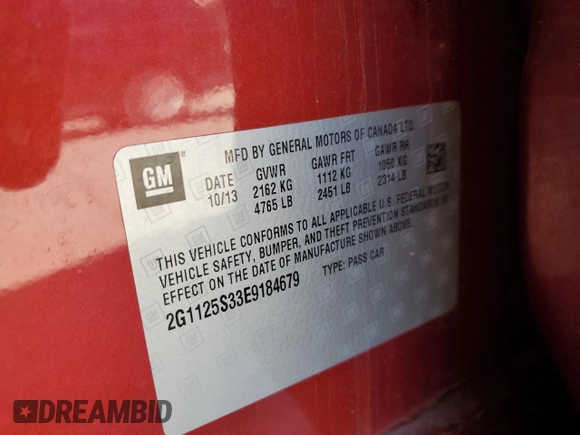 GM
®
MFD BY GENERAL MOTORS OF CANADA LTD.
DATE GVWR GAWR FRT GAWR RR
10/13 2162 KG 1112 KG 1050 KG
4765 LB 2451 LB 2314 LB
THIS VEHICLE CONFORMS TO ALL APPLICABLE U.S. FEDERAL MOTOR
VEHICLE SAFETY, BUMPER, AND THEFT PREVENTION STANDARDS IN
EFFECT ON THE DATE OF MANUFACTURE SHOWN ABOVE.
2G1125S33E9184679 TYPE: PASS CAR
DREAMBID